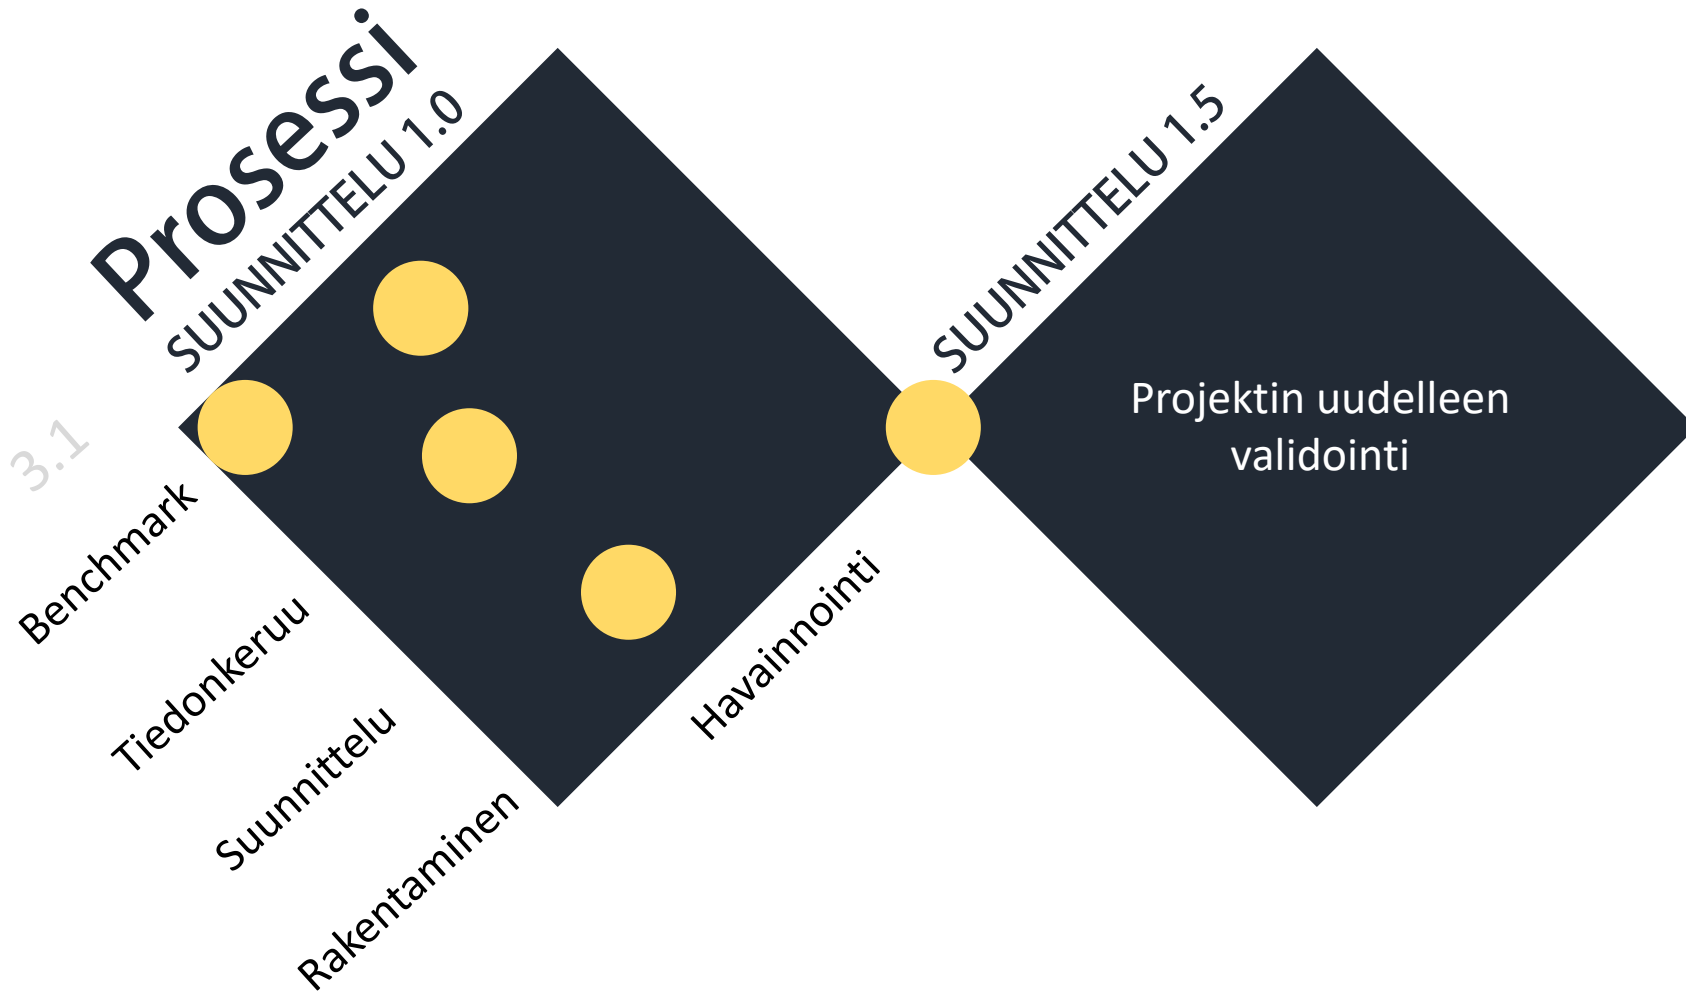 Prosessi
SUUNNITTELU 1.0
SUUNNITTELU 1.5
3.1
Benchmark
Tiedonkeruu
Suunnittelu
Rakentaminen
Havainnointi
Projektin uudelleen
validointi